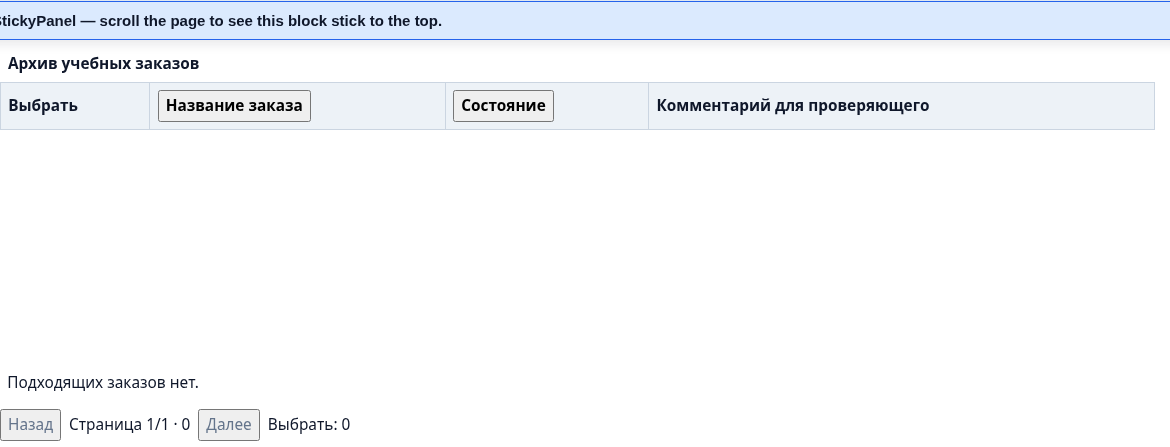 StickyPanel — scroll the page to see this block stick to the top.
Архив учебных заказов
Выбрать Название заказа Состояние Комментарий для проверяющего
Подходящих заказов нет.
Назад Страница 1/1 · 0 Далее Выбрать: 0